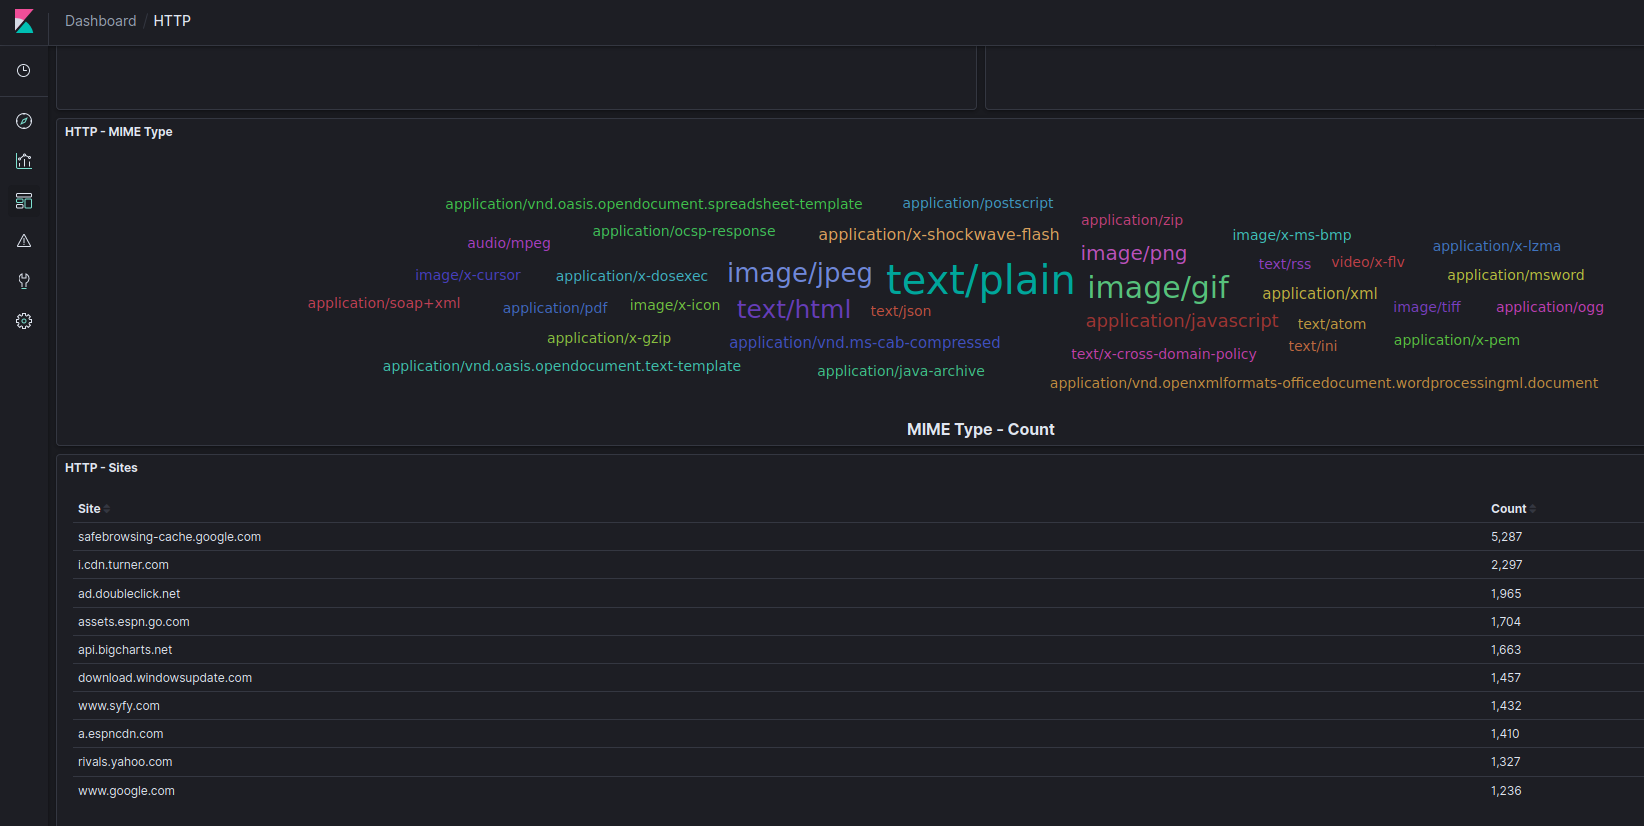 Dashboard / HTTP
HTTP - MIME Type
application/vnd.oasis.opendocument.spreadsheet-template application/postscript
application/zip
audio/mpeg application/ocsp-response application/x-shockwave-flash image/x-ms-bmp
image/png application/x-lzma
text/rss video/x-flv
image/x-cursor application/x-dosexec image/jpeg text/plain image/gif application/msword
application/xml
application/soap+xml application/pdf image/x-icon text/html text/json image/tiff application/ogg
application/javascript text/atom
application/x-gzip application/vnd.ms-cab-compressed text/x-cross-domain-policy text/ini application/x-pem
application/vnd.oasis.opendocument.text-template application/java-archive
application/vnd.openxmlformats-officedocument.wordprocessingml.document
MIME Type - Count
HTTP - Sites
Site Count
safebrowsing-cache.google.com 5,287
i.cdn.turner.com 2,297
ad.doubleclick.net 1,965
assets.espn.go.com 1,704
api.bigcharts.net 1,663
download.windowsupdate.com 1,457
www.syfy.com 1,432
a.espncdn.com 1,410
rivals.yahoo.com 1,327
www.google.com 1,236